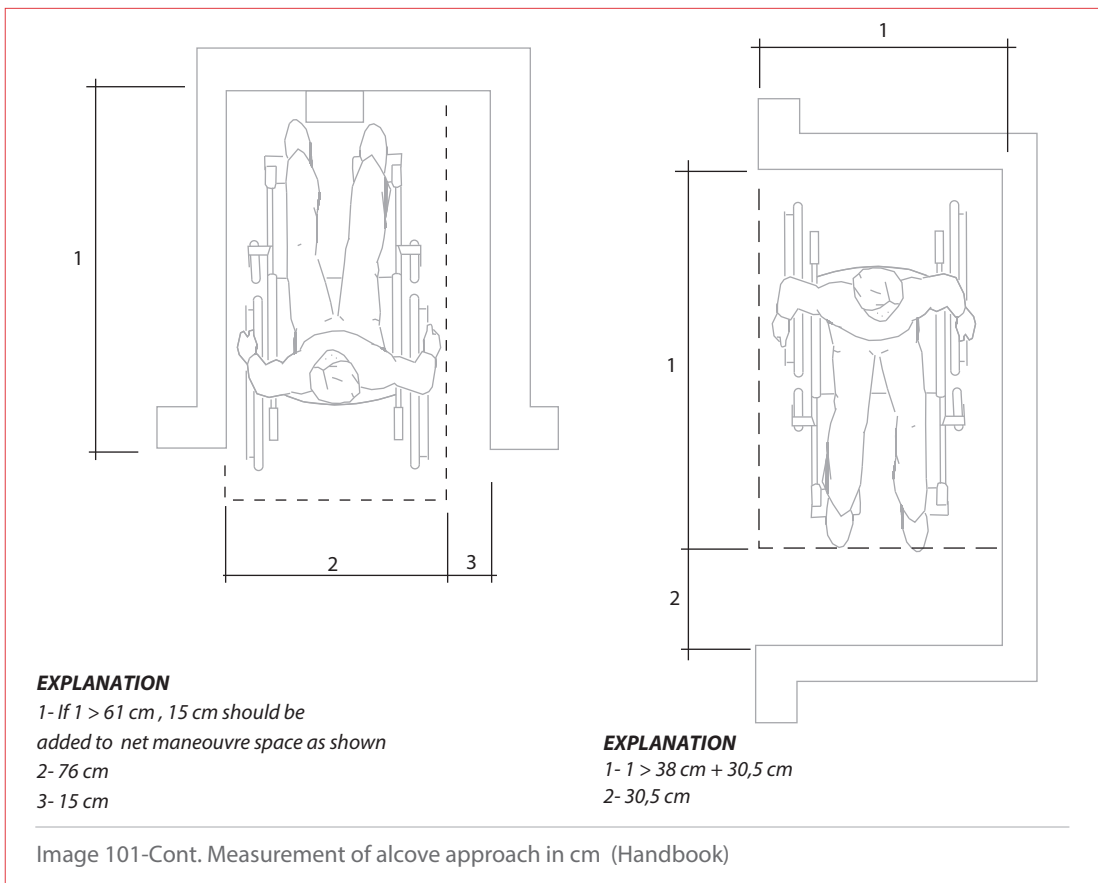 1
1
2
3
EXPLANATION
1- If 1 > 61 cm , 15 cm should be
added to net maneouvre space as shown
2- 76 cm
3- 15 cm
1
1
2
EXPLANATION
1- 1 > 38 cm + 30,5 cm
2- 30,5 cm
Image 101-Cont. Measurement of alcove approach in cm (Handbook)